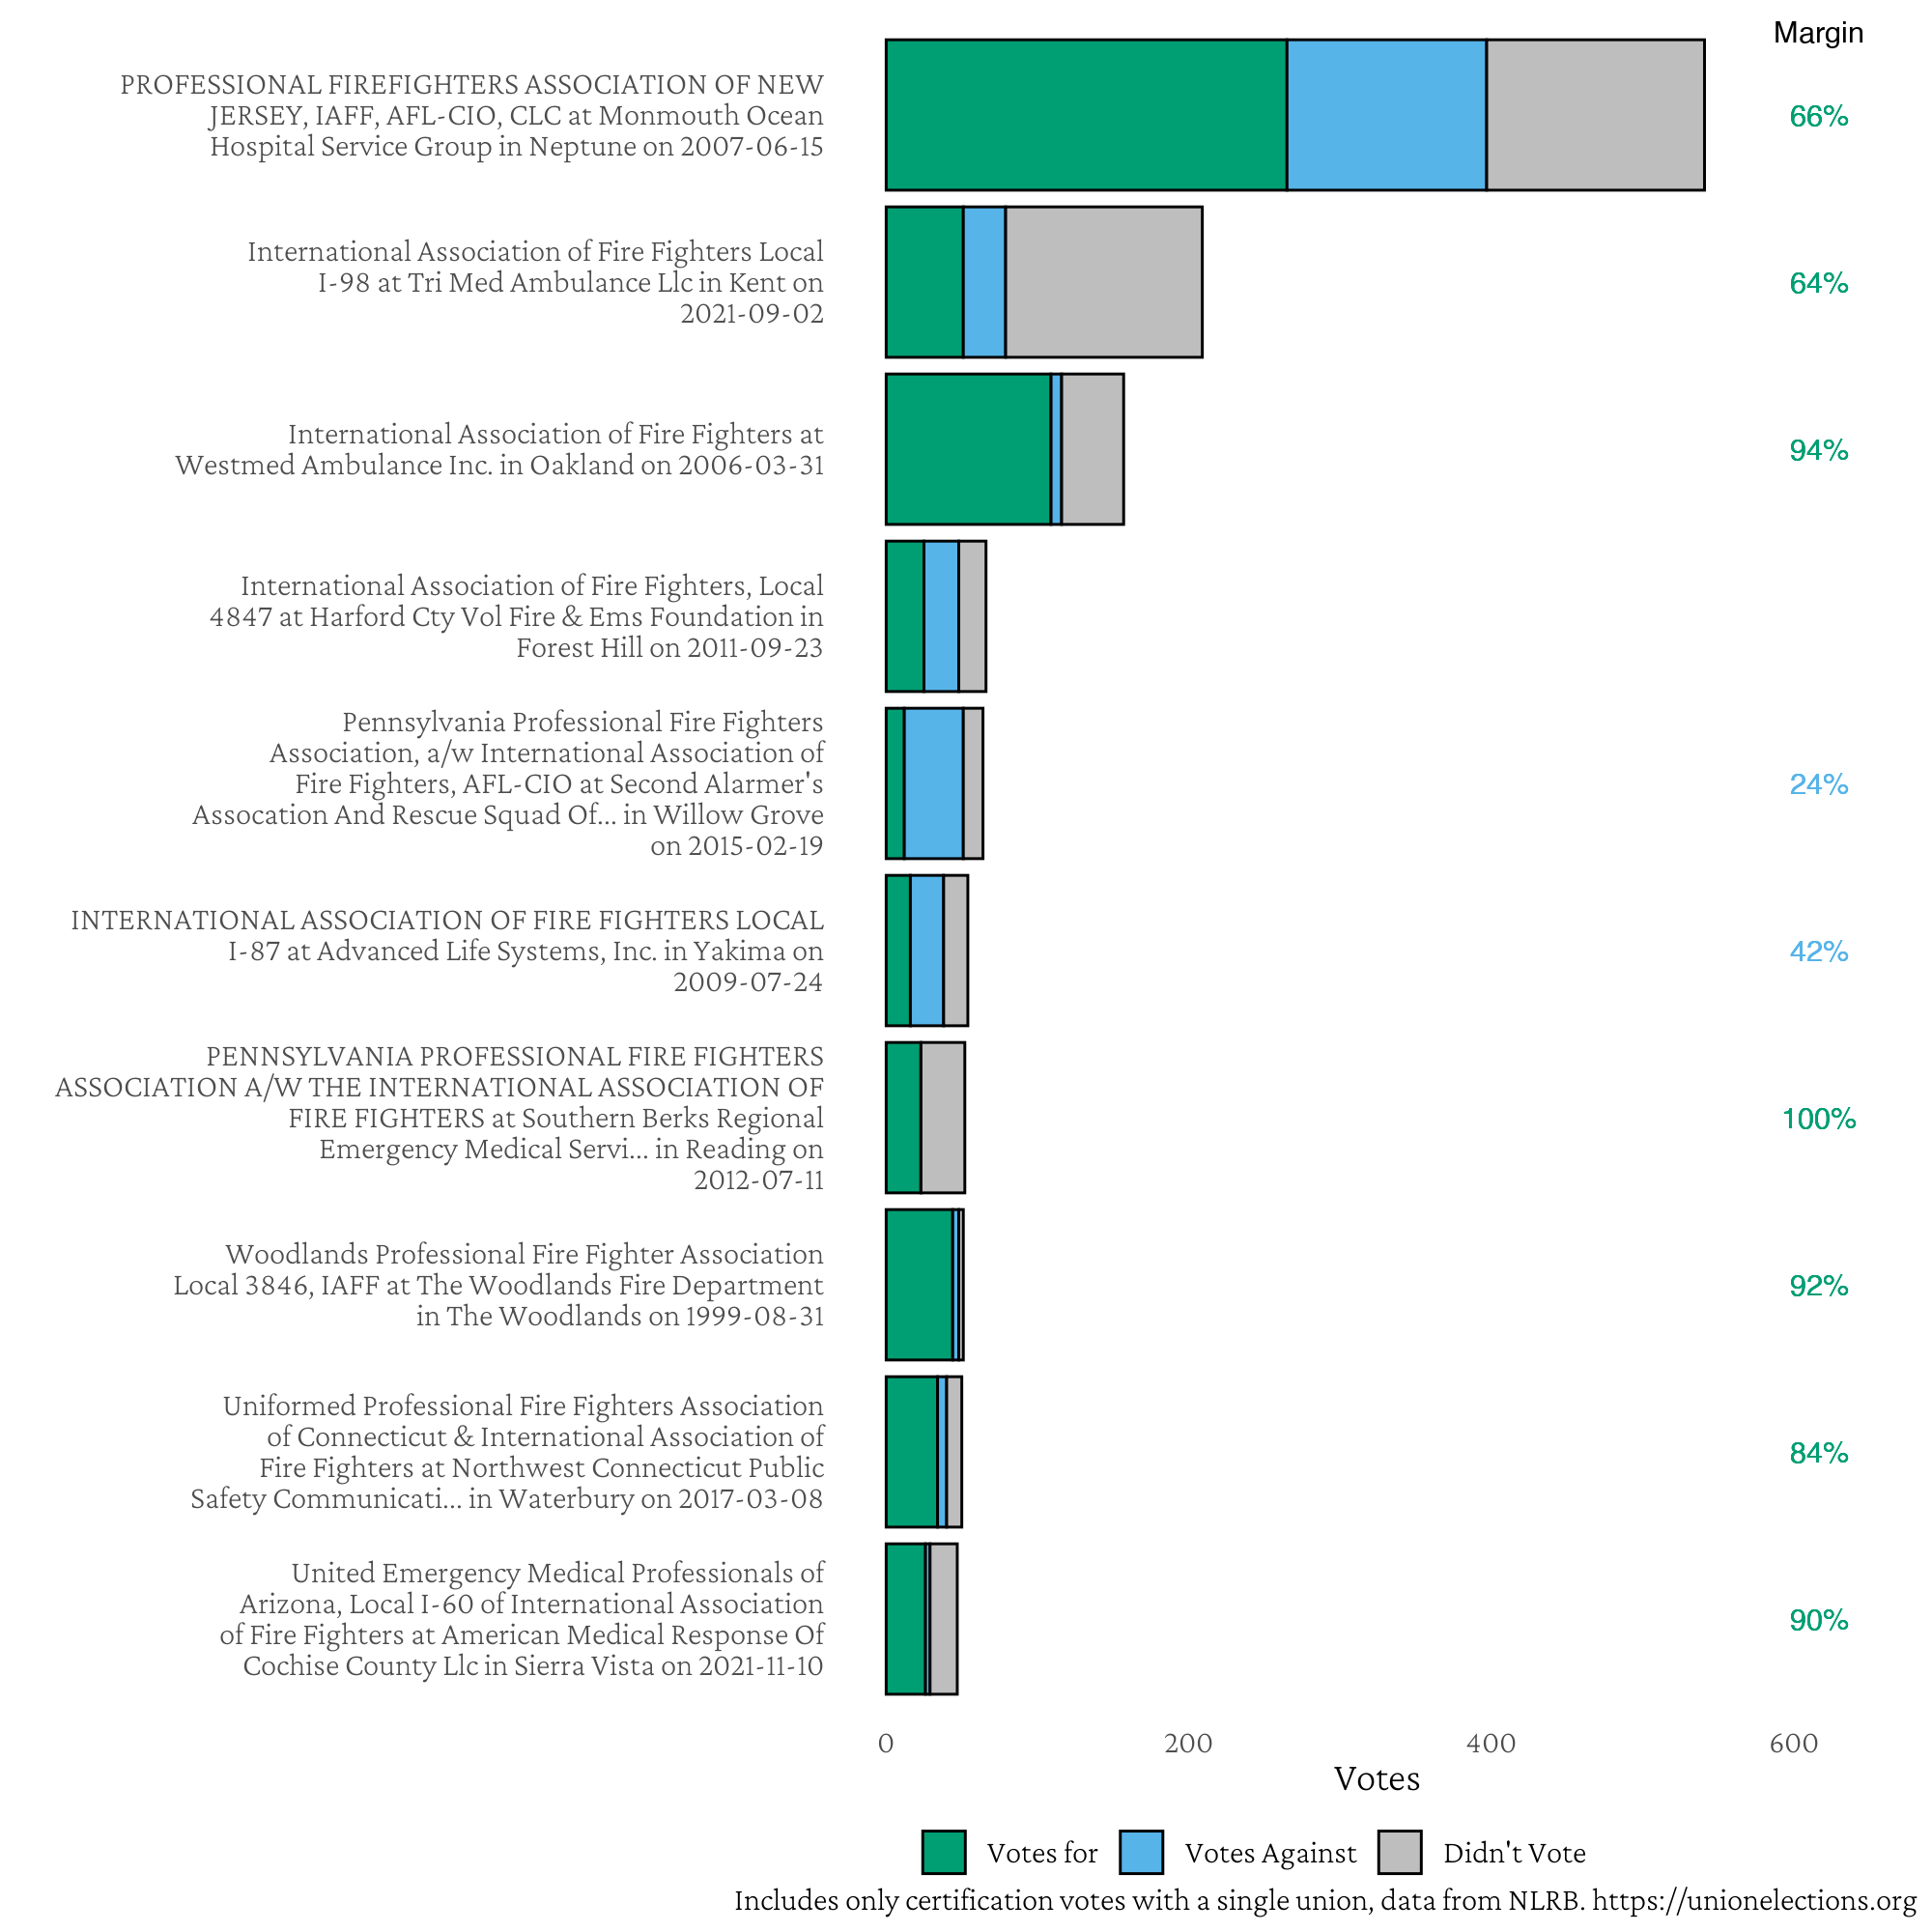 Margin
PROFESSIONAL FIREFIGHTERS ASSOCIATION OF NEW
JERSEY, IAFF, AFL-CIO, CLC at Monmouth Ocean
Hospital Service Group in Neptune on 2007-06-15
66%
International Association of Fire Fighters Local
I-98 at Tri Med Ambulance Llc in Kent on
2021-09-02
64%
International Association of Fire Fighters at
Westmed Ambulance Inc. in Oakland on 2006-03-31
94%
International Association of Fire Fighters, Local
4847 at Harford Cty Vol Fire & Ems Foundation in
Forest Hill on 2011-09-23
Pennsylvania Professional Fire Fighters
Association, a/w International Association of
Fire Fighters, AFL-CIO at Second Alarmer's
Assocation And Rescue Squad Of... in Willow Grove
on 2015-02-19
24%
INTERNATIONAL ASSOCIATION OF FIRE FIGHTERS LOCAL
I-87 at Advanced Life Systems, Inc. in Yakima on
2009-07-24
42%
PENNSYLVANIA PROFESSIONAL FIRE FIGHTERS
ASSOCIATION A/W THE INTERNATIONAL ASSOCIATION OF
FIRE FIGHTERS at Southern Berks Regional
Emergency Medical Servi... in Reading on
2012-07-11
100%
Woodlands Professional Fire Fighter Association
Local 3846, IAFF at The Woodlands Fire Department
in The Woodlands on 1999-08-31
92%
Uniformed Professional Fire Fighters Association
of Connecticut & International Association of
Fire Fighters at Northwest Connecticut Public
Safety Communicati... in Waterbury on 2017-03-08
84%
United Emergency Medical Professionals of
Arizona, Local I-60 of International Association
of Fire Fighters at American Medical Response Of
Cochise County Llc in Sierra Vista on 2021-11-10
90%
0 200 400 600
Votes
Votes for Votes Against Didn't Vote
Includes only certification votes with a single union, data from NLRB. https://unionelections.org